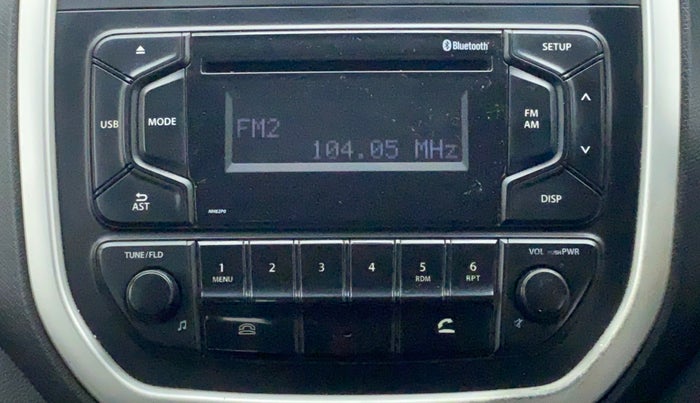 Bluetooth
SETUP
USB
MODE
FM2
104.05 MHz
FM
AM
AST
DISP
TUNE/FLD
VOL PUSH PWR
1
MENU
2
3
4
5
RDM
6
RPT